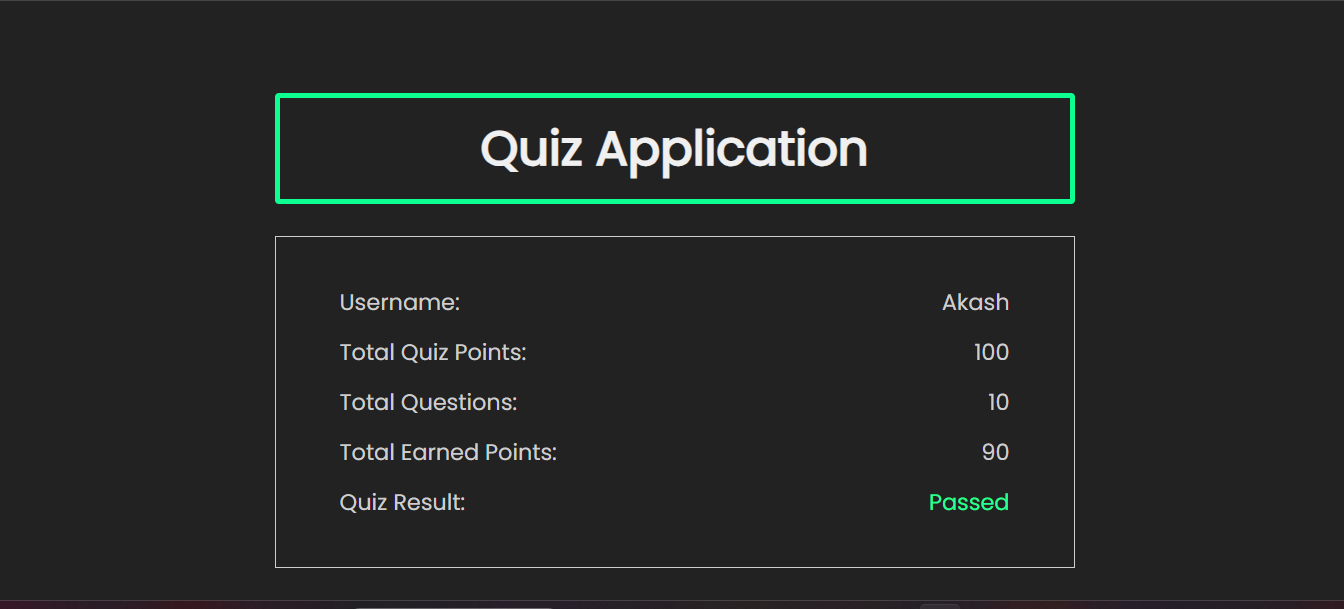 Quiz Application
Username: Akash
Total Quiz Points: 100
Total Questions: 10
Total Earned Points: 90
Quiz Result: Passed